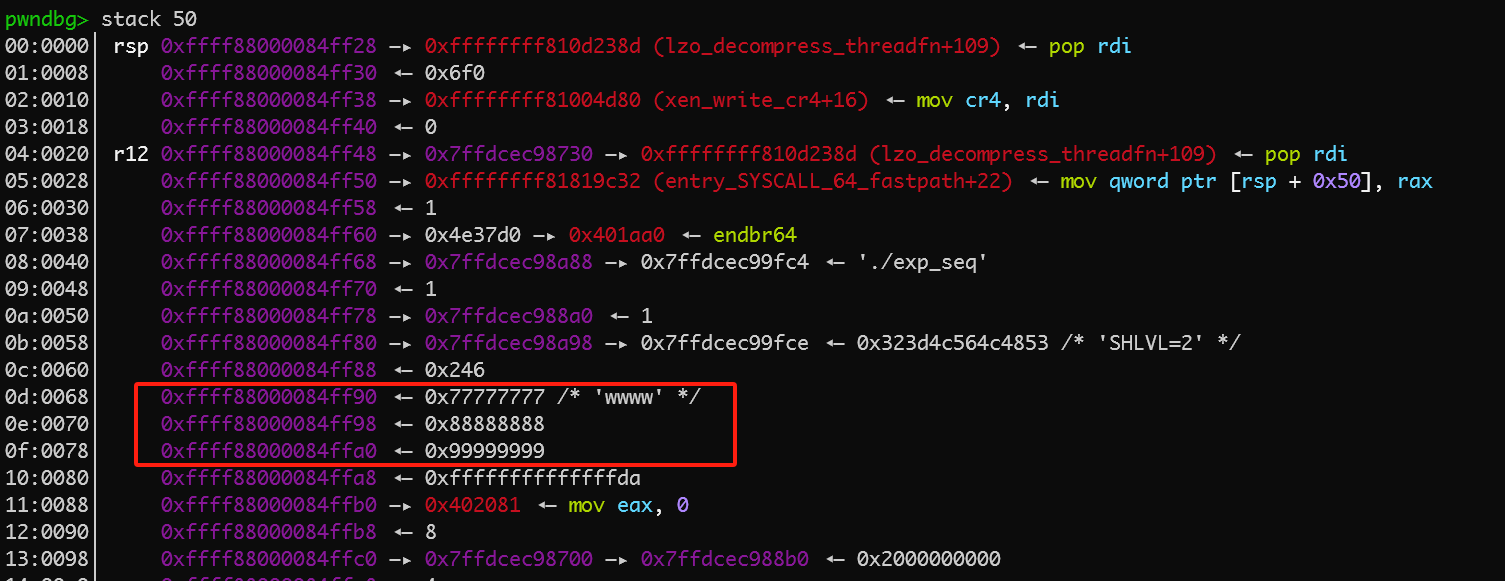 pwndbg> stack 50
00:0000│ rsp 0xffff88000084ff28 —▸ 0xffffffff810d238d (lzo_decompress_threadfn+109) ◂— pop rdi
01:0008│     0xffff88000084ff30 ◂— 0x6f0
02:0010│     0xffff88000084ff38 —▸ 0xffffffff81004d80 (xen_write_cr4+16) ◂— mov cr4, rdi
03:0018│     0xffff88000084ff40 ◂— 0
04:0020│ r12 0xffff88000084ff48 —▸ 0x7ffdcec98730 —▸ 0xffffffff810d238d (lzo_decompress_threadfn+109) ◂— pop rdi
05:0028│     0xffff88000084ff50 —▸ 0xffffffff81819c32 (entry_SYSCALL_64_fastpath+22) ◂— mov qword ptr [rsp + 0x50], rax
06:0030│     0xffff88000084ff58 ◂— 1
07:0038│     0xffff88000084ff60 —▸ 0x4e37d0 —▸ 0x401aa0 ◂— endbr64
08:0040│     0xffff88000084ff68 —▸ 0x7ffdcec98a88 —▸ 0x7ffdcec99fc4 ◂— './exp_seq'
09:0048│     0xffff88000084ff70 ◂— 1
0a:0050│     0xffff88000084ff78 —▸ 0x7ffdcec988a0 ◂— 1
0b:0058│     0xffff88000084ff80 —▸ 0x7ffdcec98a98 —▸ 0x7ffdcec99fce ◂— 0x323d4c564c4853 /* 'SHLVL=2' */
0c:0060│     0xffff88000084ff88 ◂— 0x246
0d:0068│     0xffff88000084ff90 ◂— 0x77777777 /* 'wwww' */
0e:0070│     0xffff88000084ff98 ◂— 0x88888888
0f:0078│     0xffff88000084ffa0 ◂— 0x99999999
10:0080│     0xffff88000084ffa8 ◂— 0xffffffffffffffda
11:0088│     0xffff88000084ffb0 —▸ 0x402081 ◂— mov eax, 0
12:0090│     0xffff88000084ffb8 ◂— 8
13:0098│     0xffff88000084ffc0 —▸ 0x7ffdcec98700 —▸ 0x7ffdcec988b0 ◂— 0x2000000000